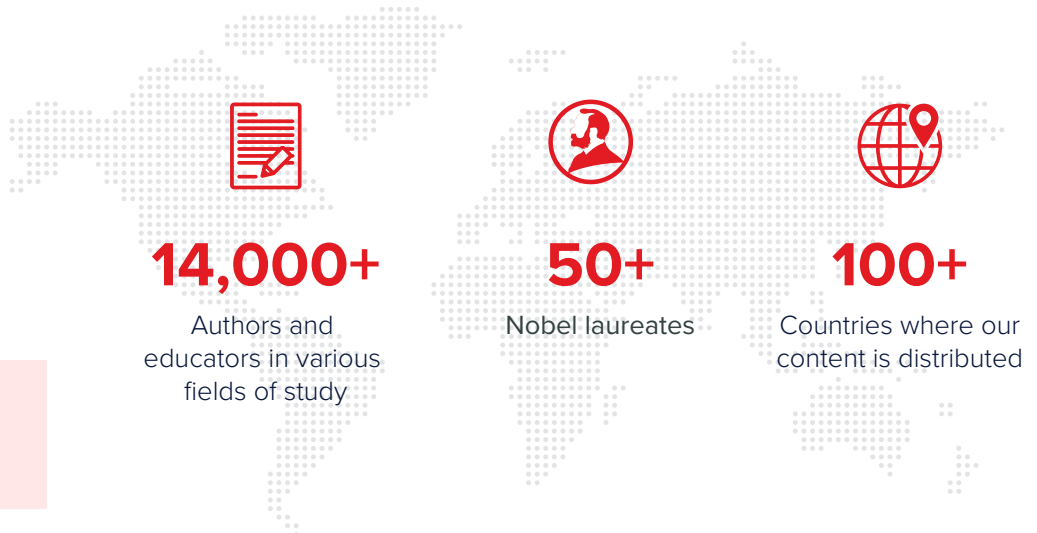 14,000+
Authors and
educators in various
fields of study
50+
Nobel laureates
100+
Countries where our
content is distributed